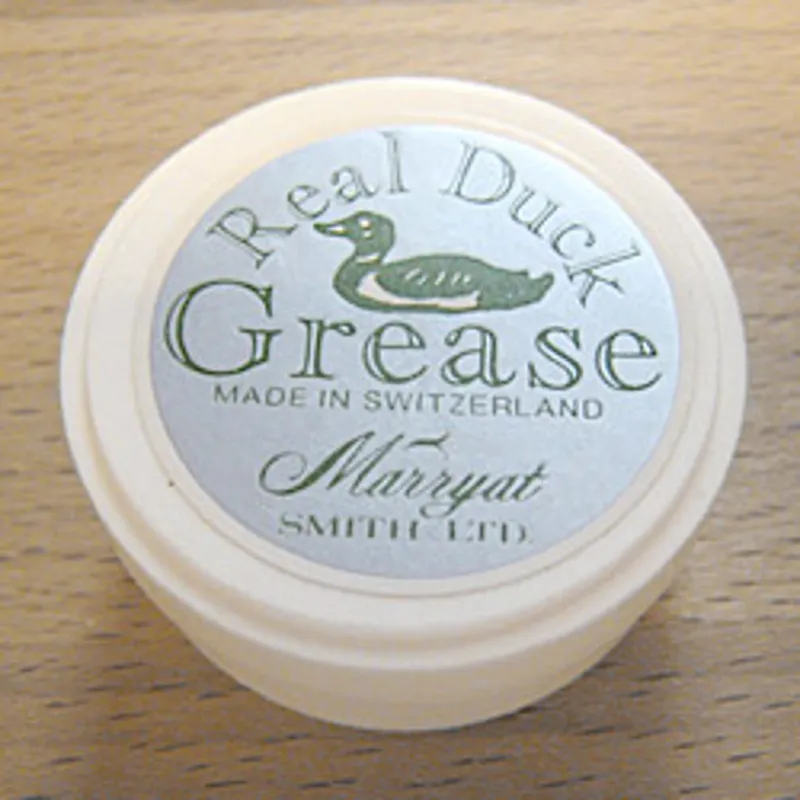 Real Duck
Grease
MADE IN SWITZERLAND
Marryat
SMITH LTD.